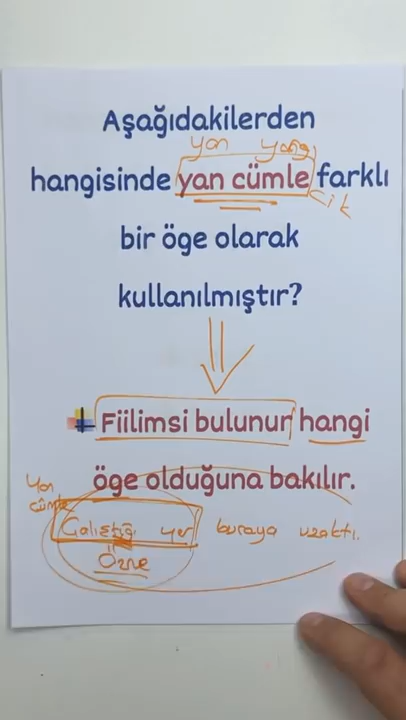 Aşağıdakilerden
yan yan
hangisinde yan cümle farklı
cik
bir öge olarak
kullanılmıştır?
Fiilimsi bulunur hangi
öge olduğuna bakılır.
Yan
cümle
Çalıştığı yer buraya uzaktı.
Özne